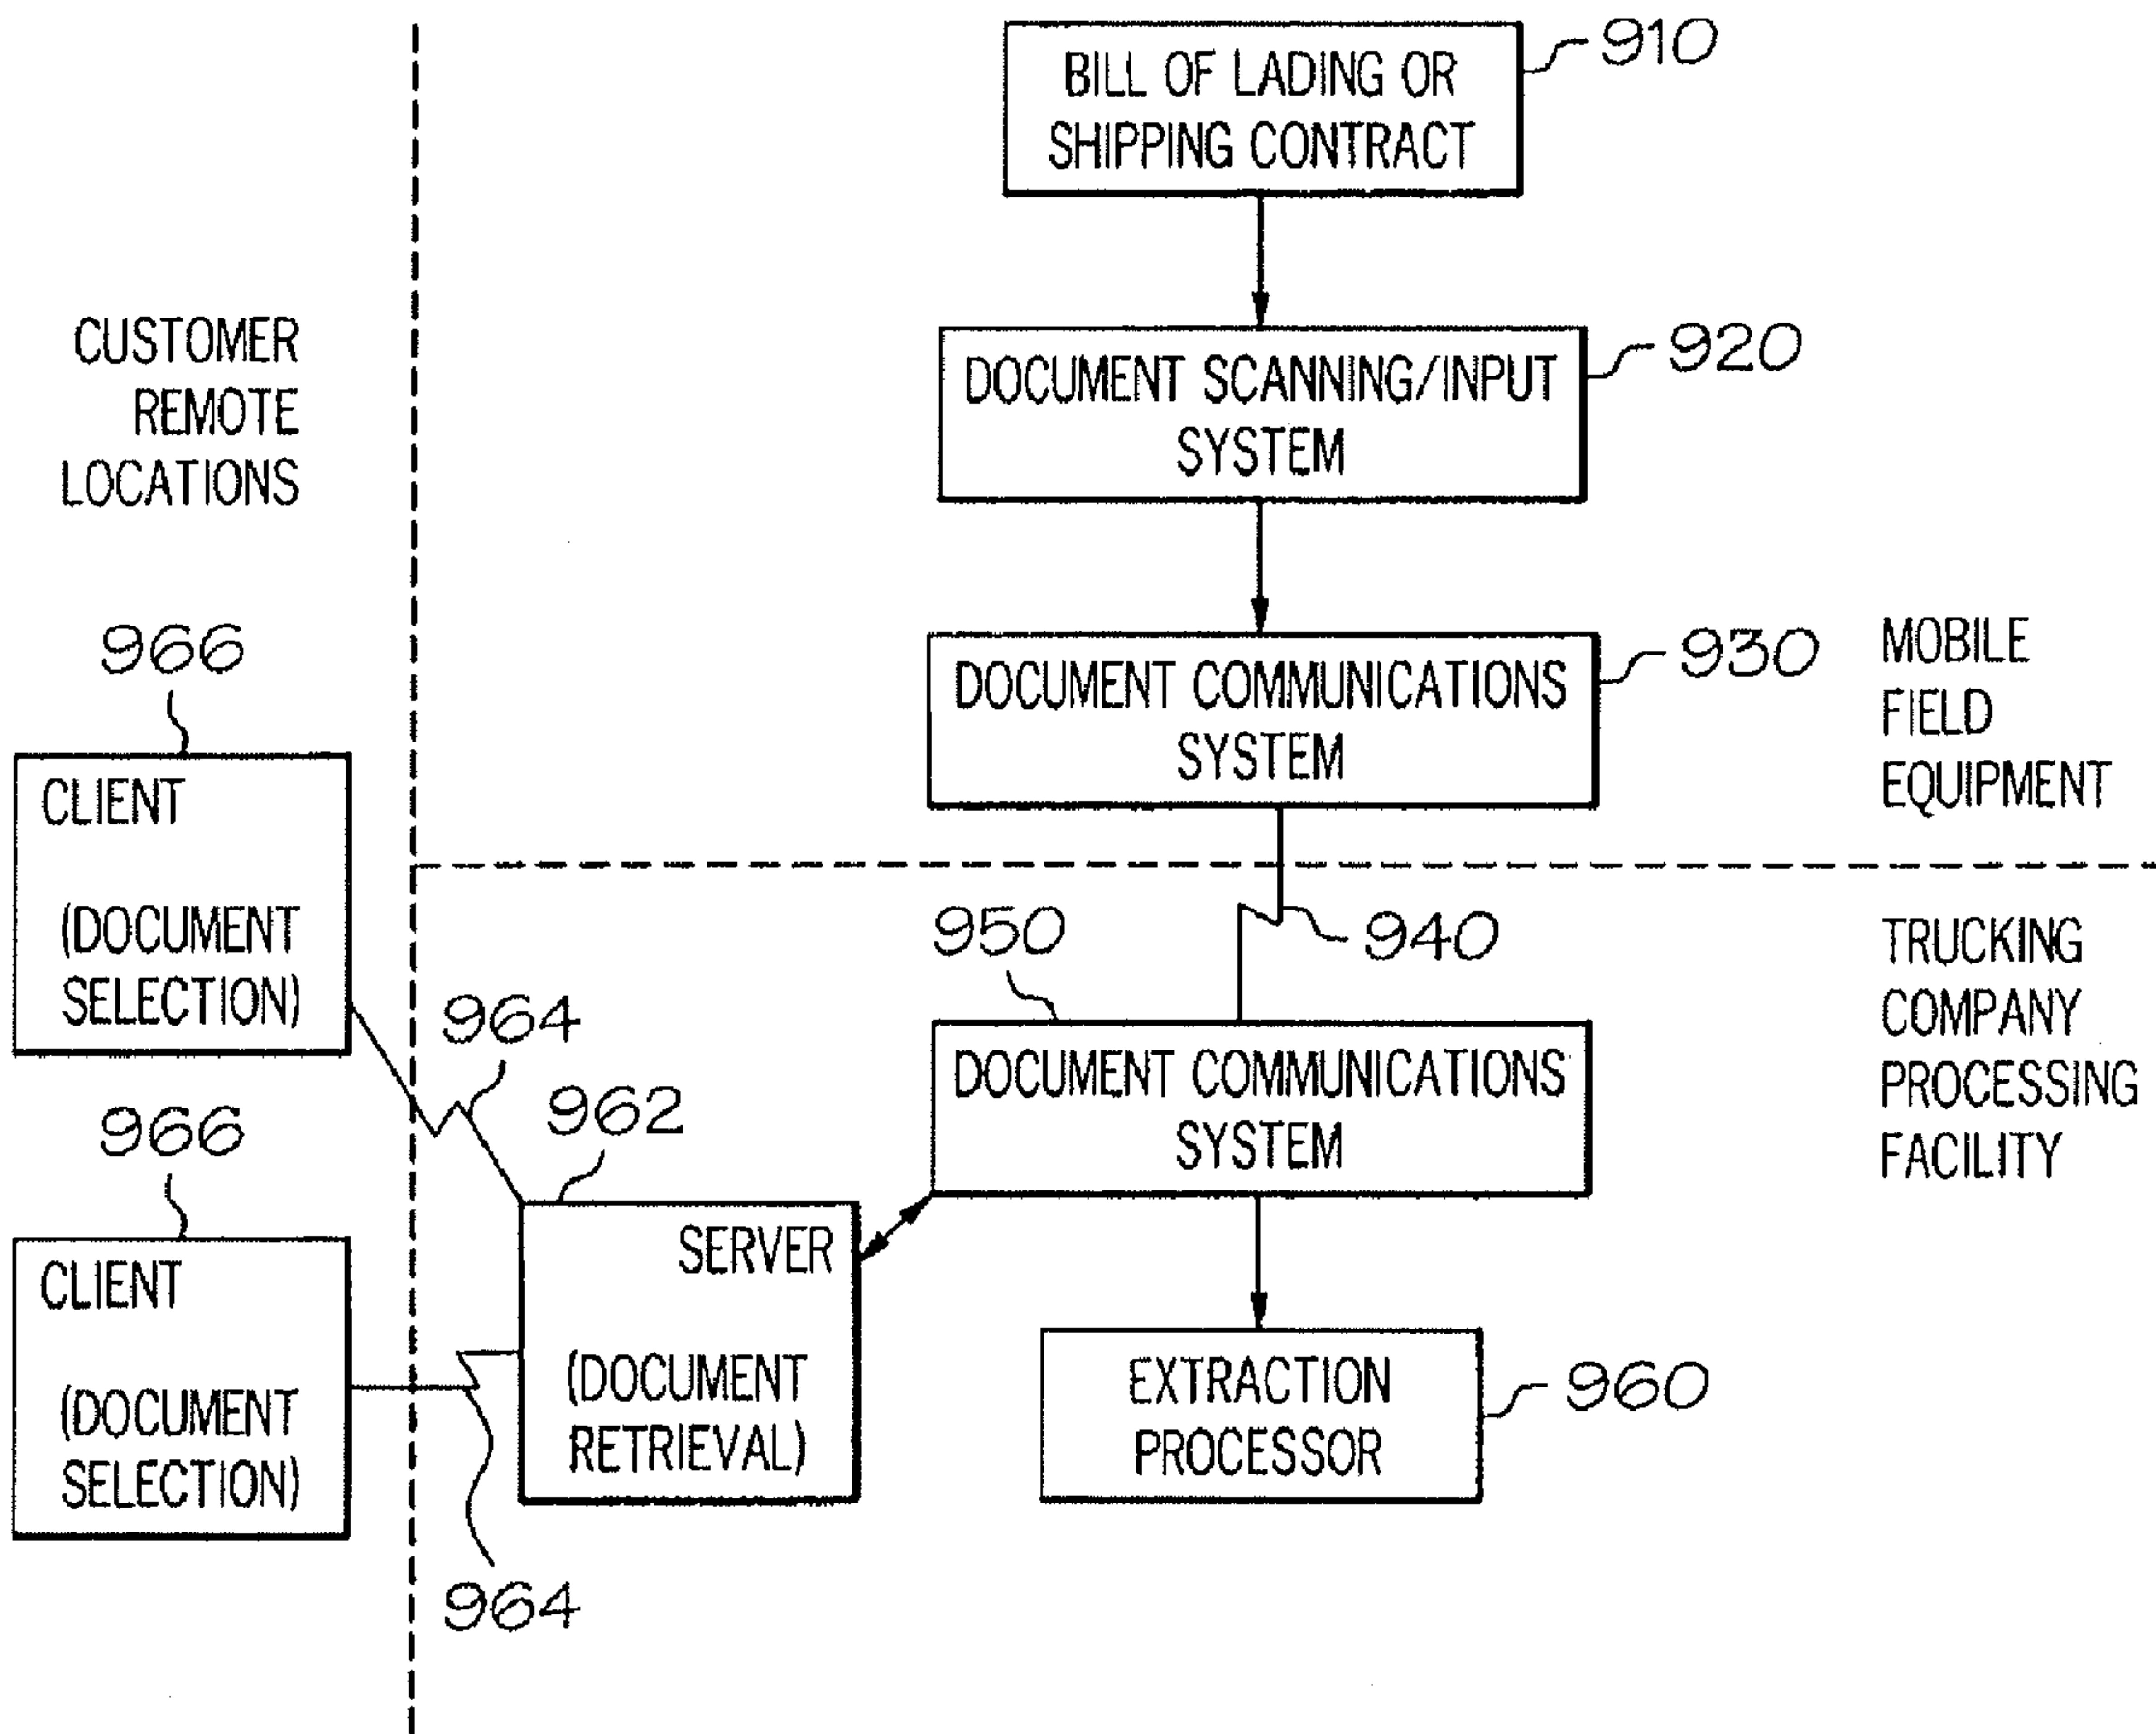 910
BILL OF LADING OR
SHIPPING CONTRACT
CUSTOMER
REMOTE
LOCATIONS
920
DOCUMENT SCANNING/INPUT
SYSTEM
930
DOCUMENT COMMUNICATIONS
SYSTEM
MOBILE
FIELD
EQUIPMENT
966
CLIENT
(DOCUMENT
SELECTION)
940
950
TRUCKING
COMPANY
PROCESSING
FACILITY
DOCUMENT COMMUNICATIONS
SYSTEM
964
962
966
SERVER
(DOCUMENT
RETRIEVAL)
CLIENT
(DOCUMENT
SELECTION)
EXTRACTION
PROCESSOR
960
964